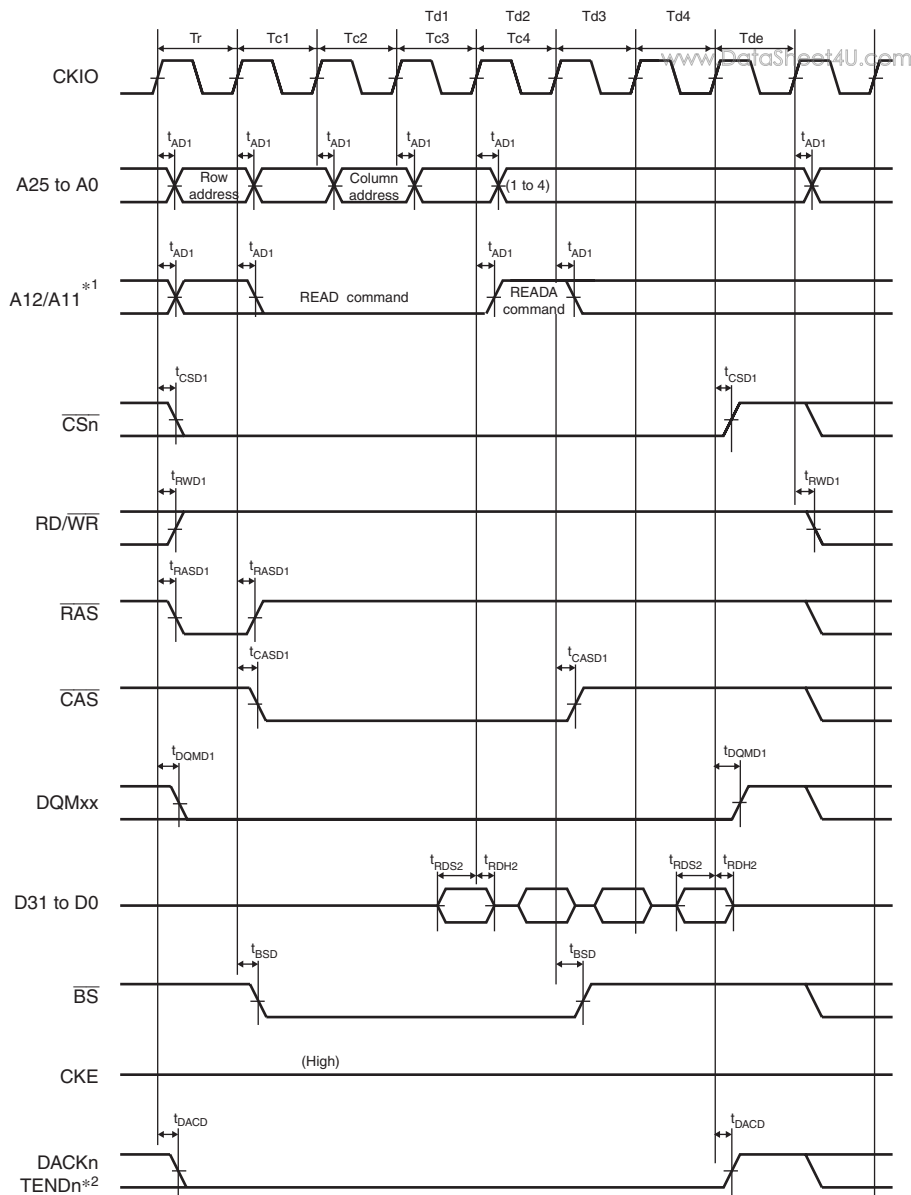 Td1 Td2 Td3 Td4
Tr Tc1 Tc2 Tc3 Tc4 Tde
www.DataSheet4U.com
CKIO
tAD1 tAD1 tAD1 tAD1 tAD1 tAD1
A25 to A0
Row address
Column address
(1 to 4)
tAD1 tAD1 tAD1 tAD1
A12/A11*1
READ command
READA command
tCSD1 tCSD1
CSn
tRWD1 tRWD1
RD/WR
tRASD1 tRASD1
RAS
tCASD1 tCASD1
CAS
tDQMD1 tDQMD1
DQMxx
tRDS2 tRDH2 tRDS2 tRDH2
D31 to D0
tBSD tBSD
BS
(High)
CKE
tDACD tDACD
DACKn
TENDn*2